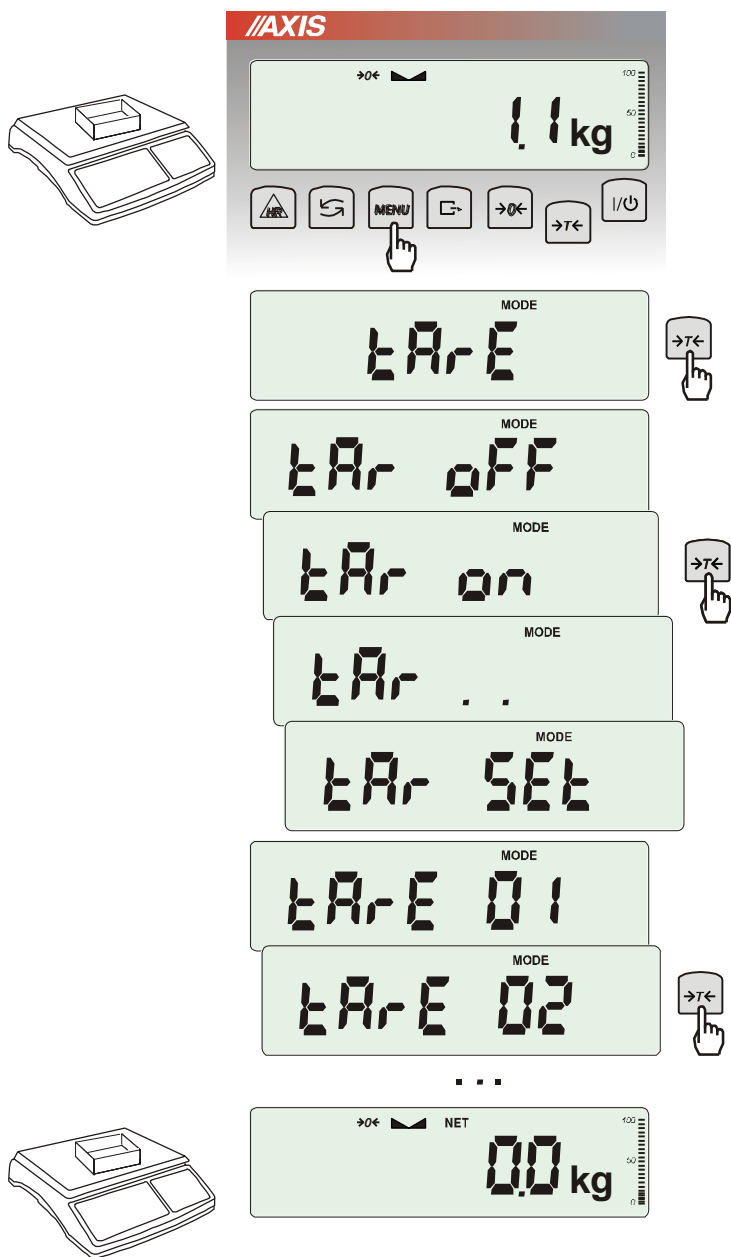 //AXIS
→0← 100
50
1.1 kg
0
HR MENU →0← →T← I/⏻
MODE
tArE
→T←
MODE
tAr oFF
MODE
tAr on
→T←
MODE
tAr . .
MODE
tAr SEt
MODE
tArE 01
MODE
tArE 02
→T←
...
→0← NET 100
50
0.0 kg
0